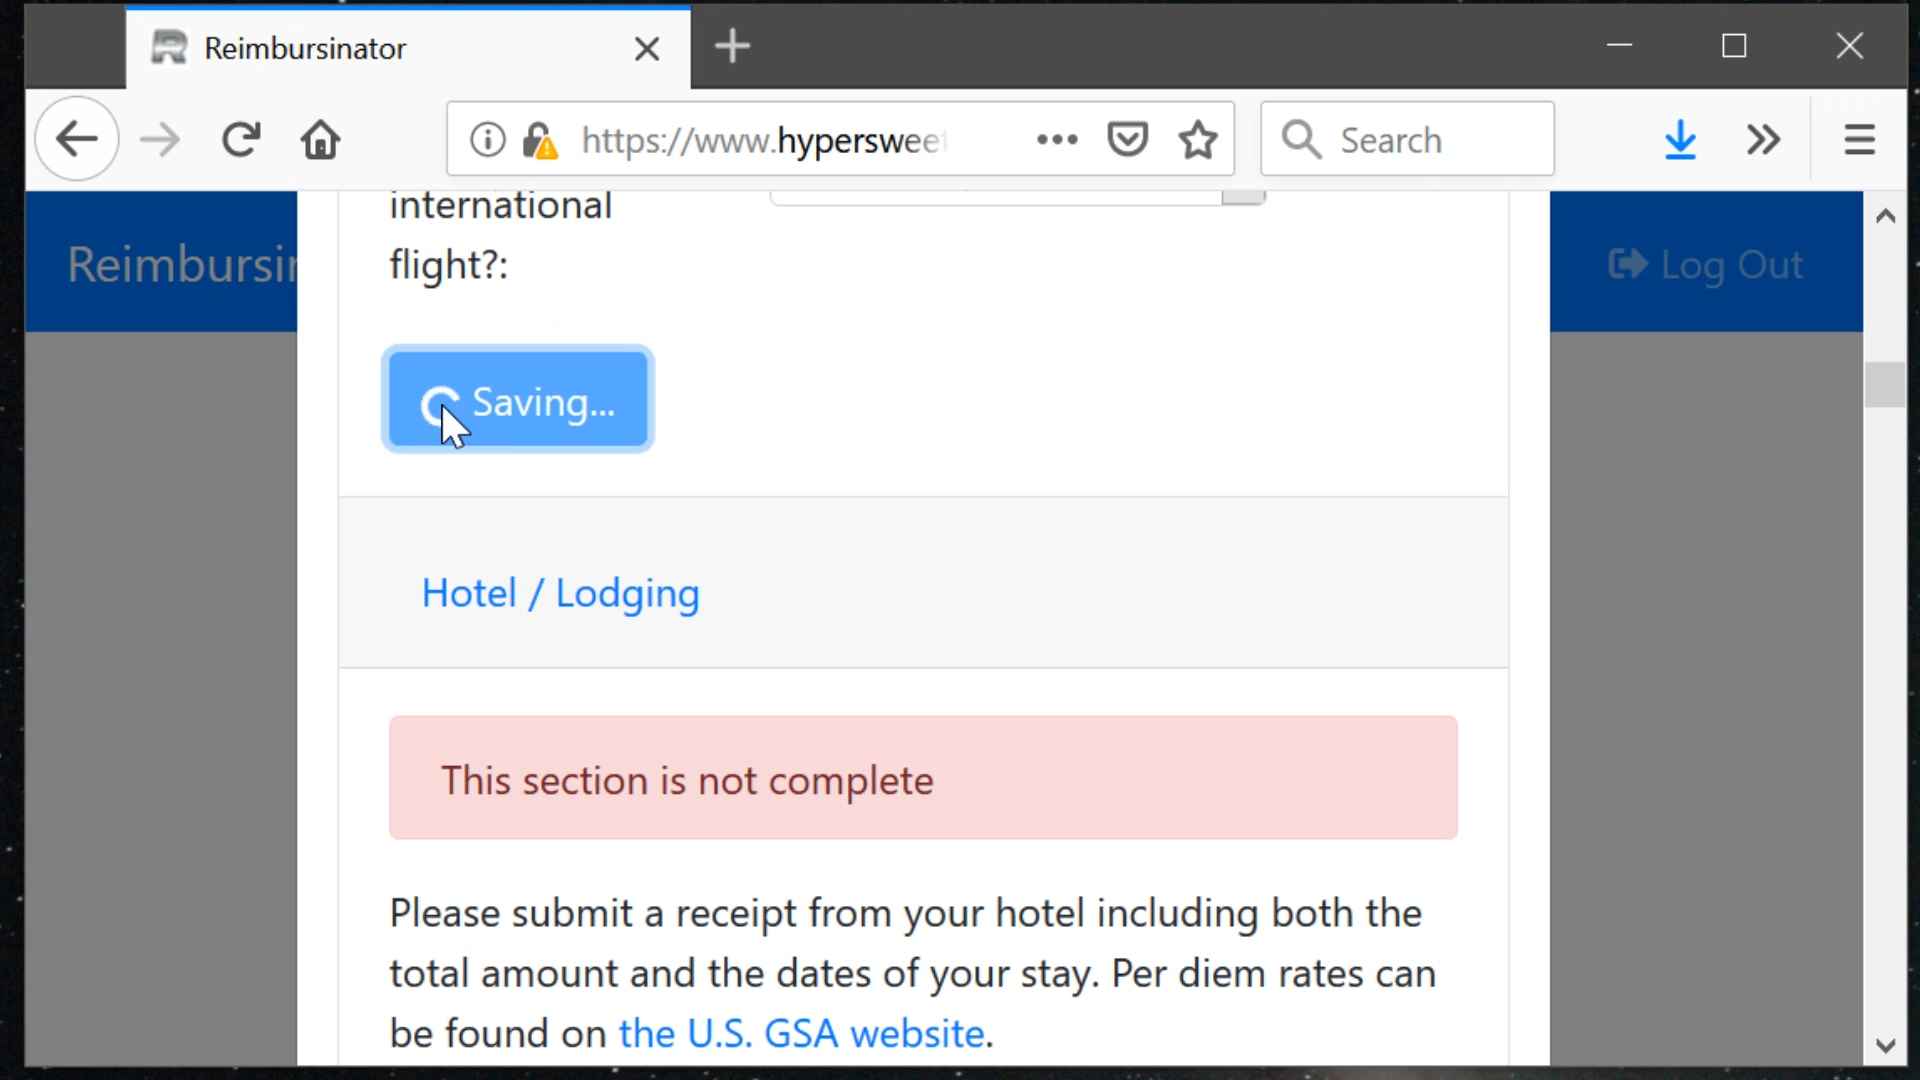 Reimbursinator
https://www.hypersweet
Search
international
flight?:
Reimbursin
Log Out
Saving...
Hotel / Lodging
This section is not complete
Please submit a receipt from your hotel including both the
total amount and the dates of your stay. Per diem rates can
be found on the U.S. GSA website.